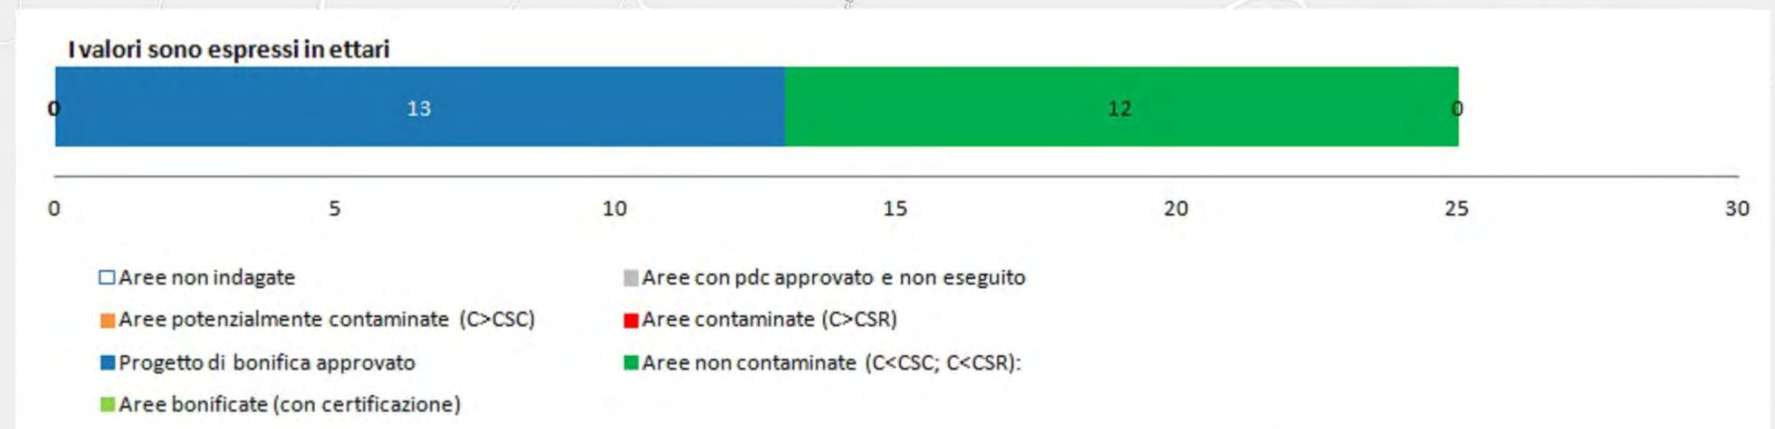 I valori sono espressi in ettari
0 13 12 0
0 5 10 15 20 25 30
Aree non indagate
Aree con pdc approvato e non eseguito
Aree potenzialmente contaminate (C>CSC)
Aree contaminate (C>CSR)
Progetto di bonifica approvato
Aree non contaminate (C<CSC; C<CSR):
Aree bonificate (con certificazione)